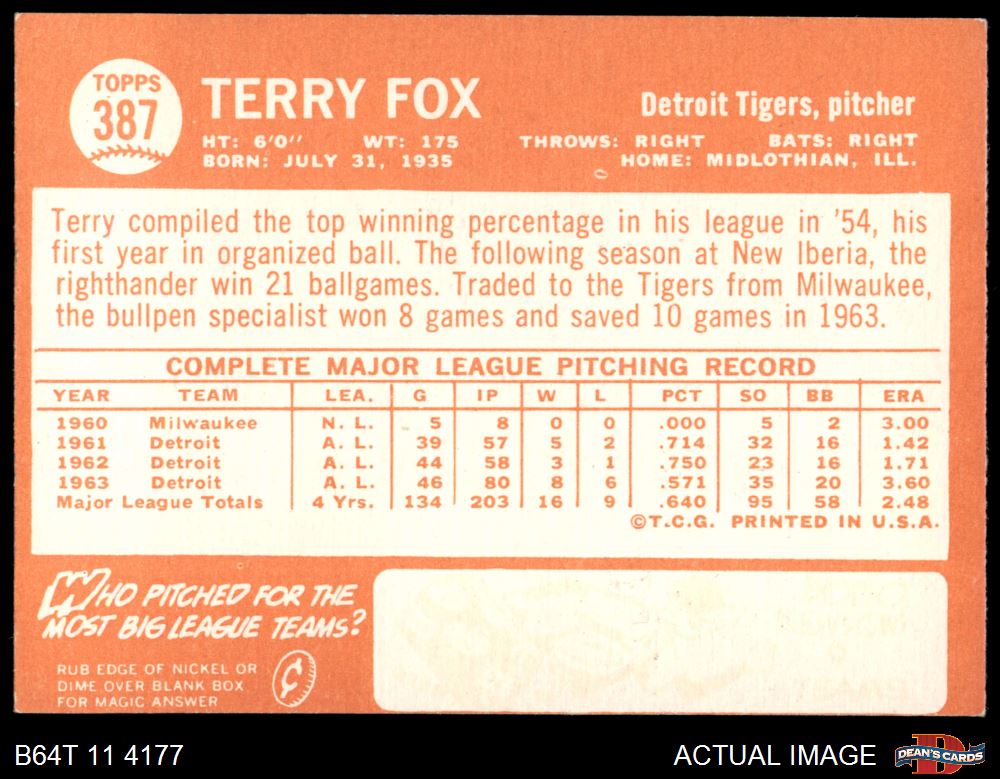 TOPPS
387
TERRY FOX
Detroit Tigers, pitcher
HT: 6'0'' WT: 175 THROWS: RIGHT BATS: RIGHT
BORN: JULY 31, 1935 HOME: MIDLOTHIAN, ILL.
Terry compiled the top winning percentage in his league in '54, his
first year in organized ball. The following season at New Iberia, the
righthander win 21 ballgames. Traded to the Tigers from Milwaukee,
the bullpen specialist won 8 games and saved 10 games in 1963.
COMPLETE MAJOR LEAGUE PITCHING RECORD
YEAR TEAM LEA. G IP W L PCT SO BB ERA
1960 Milwaukee N. L. 5 8 0 0 .000 5 2 3.00
1961 Detroit A. L. 39 57 5 2 .714 32 16 1.42
1962 Detroit A. L. 44 58 3 1 .750 23 16 1.71
1963 Detroit A. L. 46 80 8 6 .571 35 20 3.60
Major League Totals 4 Yrs. 134 203 16 9 .640 95 58 2.48
©T.C.G. PRINTED IN U.S.A.
WHO PITCHED FOR THE
MOST BIG LEAGUE TEAMS?
RUB EDGE OF NICKEL OR
DIME OVER BLANK BOX
FOR MAGIC ANSWER
¢
B64T 11 4177
ACTUAL IMAGE
D
DEAN'S CARDS